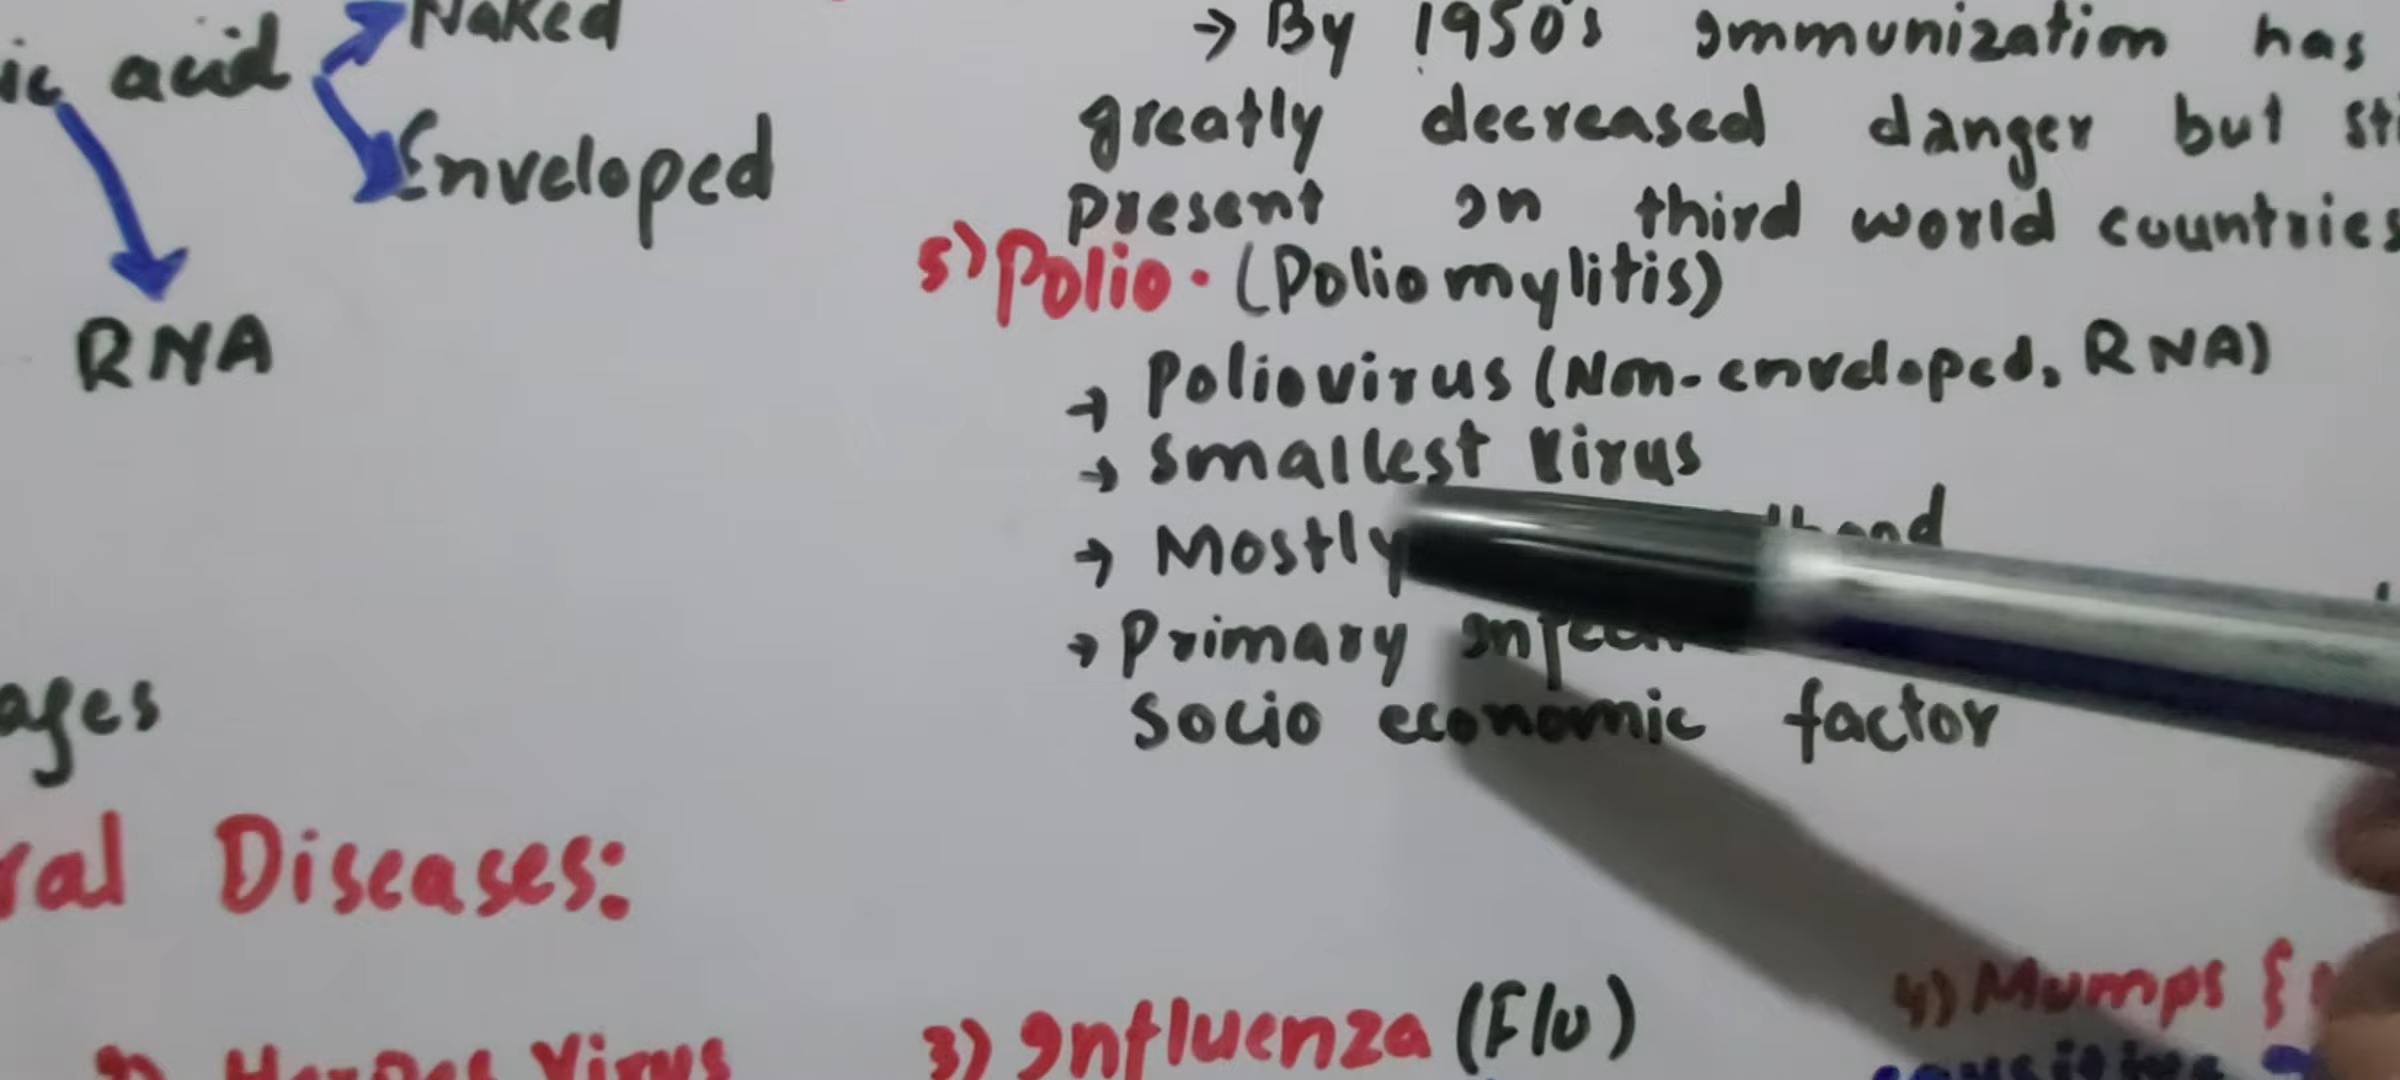 Naked
ic acid
Enveloped
RNA
ages
ral Diseases:
→ By 1950's Immunization has
greatly decreased danger but
present In third world countries
5) Polio. (Poliomylitis)
→ Poliovirus (Non-enveloped, RNA)
→ Smallest virus
→ Mostly
→ Primary
Socio economic factor
Herpes Virus
3) Influenza (Flu)
4) Mumps {